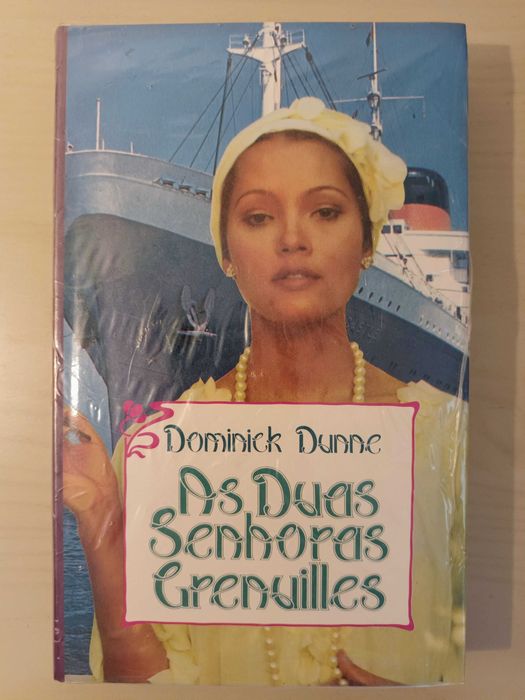 Dominick Dunne
As Duas
Senhoras
Grenvilles